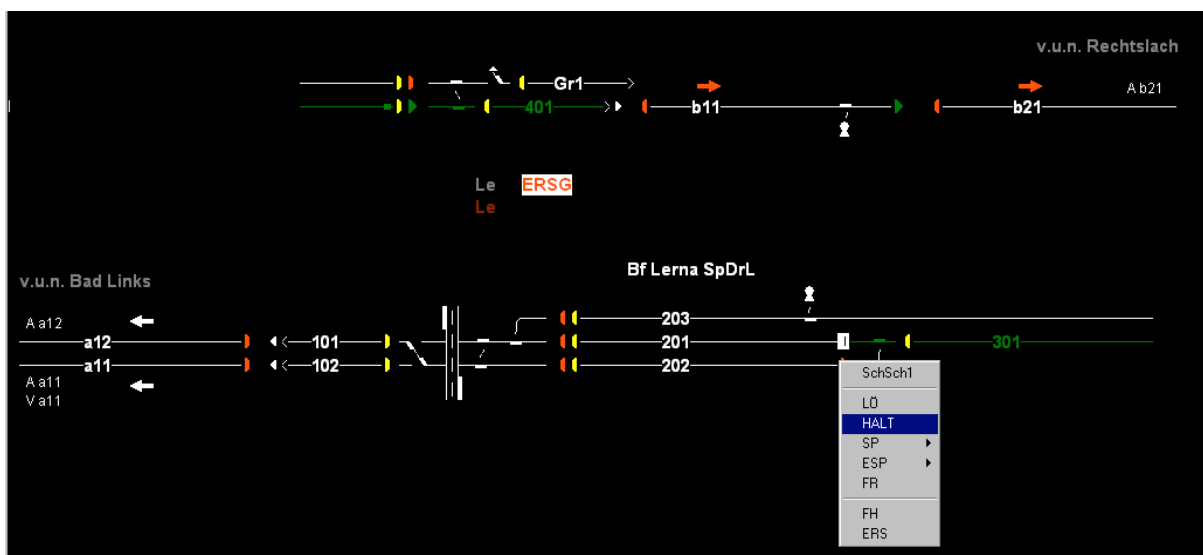 v.u.n. Rechtslach
Gr1
A b21
401
b11
b21
Le ERSG
Le
Bf Lerna SpDrL
v.u.n. Bad Links
A a12
203
a12
101
201
301
a11
102
202
A a11
V a11
SchSch1
LÖ
HALT
SP
ESP
FR
FH
ERS